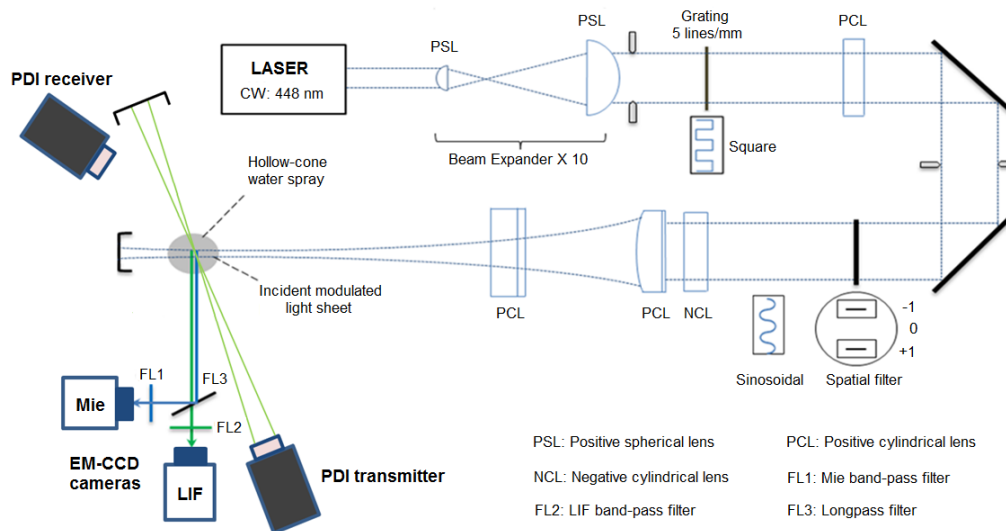 Grating
5 lines/mm
PSL
PSL
PCL
LASER
CW: 448 nm
PDI receiver
Square
Beam Expander X 10
Hollow-cone
water spray
Incident modulated
light sheet
PCL
PCL
NCL
-1
0
+1
Sinosoidal
Spatial filter
FL1
FL3
Mie
FL2
EM-CCD
cameras
LIF
PDI transmitter
PSL: Positive spherical lens
PCL: Positive cylindrical lens
NCL: Negative cylindrical lens
FL1: Mie band-pass filter
FL2: LIF band-pass filter
FL3: Longpass filter